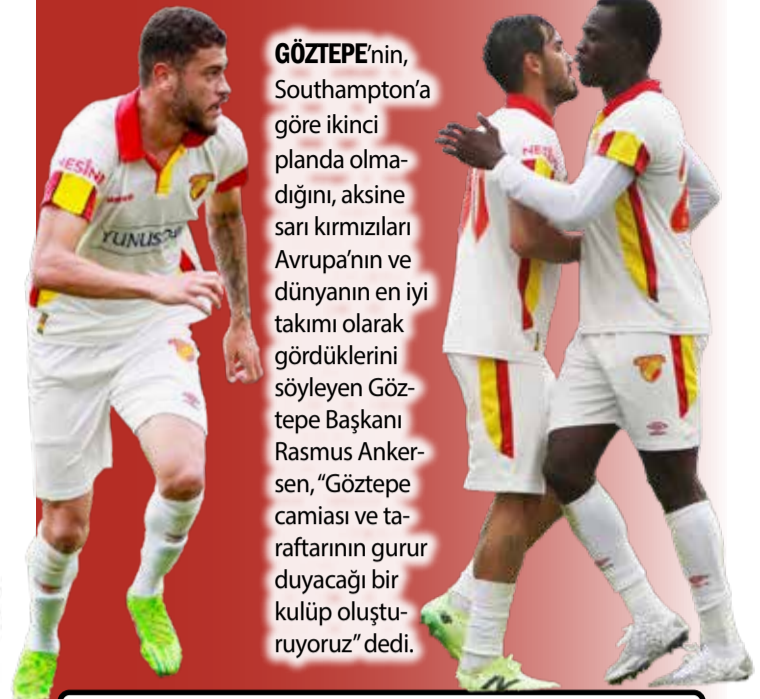 GÖZTEPE'nin,
Southampton'a
göre ikinci
planda olma-
dığını, aksine
sarı kırmızıları
Avrupa'nın ve
dünyanın en iyi
takımı olarak
gördüklerini
söyleyen Göz-
tepe Başkanı
Rasmus Anker-
sen, "Göztepe
camiası ve ta-
raftarının gurur
duyacağı bir
kulüp oluştu-
ruyoruz" dedi.